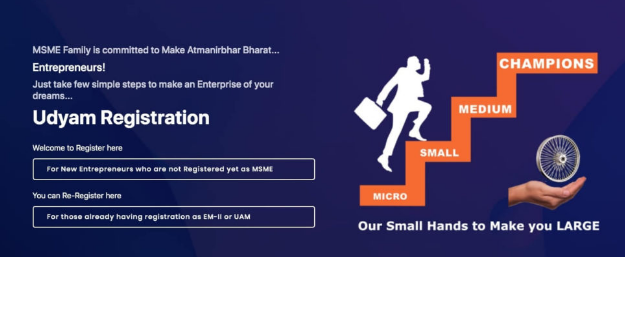 MSME Family is committed to Make Atmanirbhar Bharat...
Entrepreneurs!
Just take few simple steps to make an Enterprise of your
dreams...
Udyam Registration
Welcome to Register here
For New Entrepreneurs who are not Registered yet as MSME
You can Re-Register here
For those already having registration as EM-II or UAM
CHAMPIONS
MEDIUM
SMALL
MICRO
Our Small Hands to Make you LARGE